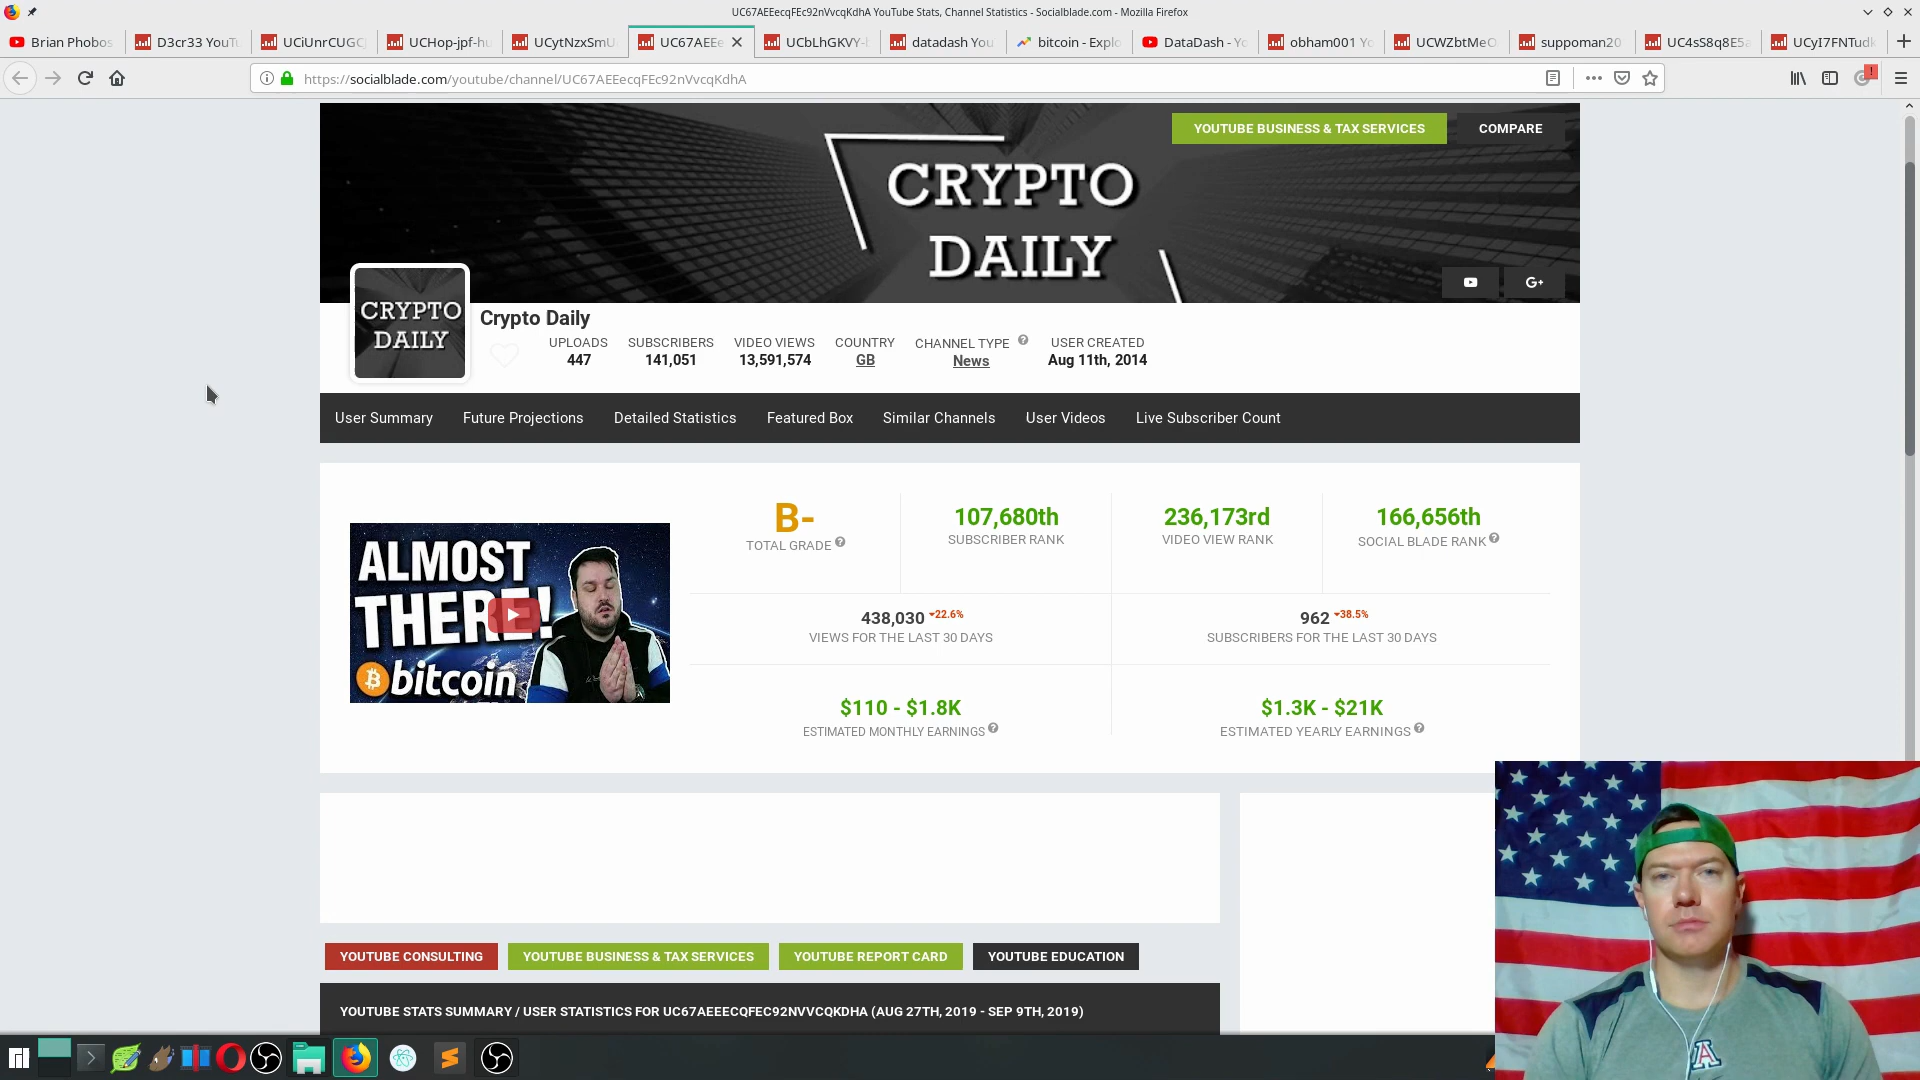 UC67AEEecqFEc92nVvcqKdhA YouTube Stats, Channel Statistics - Socialblade.com - Mozilla Firefox
Brian Phobos
D3cr33 YouTu
UCiUnrCUGC
UCHop-jpf-hu
UCytNzxSmU
UC67AEEe
UCbLhGKVY-
datadash You
bitcoin - Explo
DataDash - Yo
obham001 Yo
UCWZbtMeO
suppoman20
UC4sS8q8E5a
UCyI7FNTudk
https://socialblade.com/youtube/channel/UC67AEEecqFEc92nVvcqKdhA
YOUTUBE BUSINESS & TAX SERVICES
COMPARE
CRYPTO
DAILY
G+
CRYPTO
DAILY
Crypto Daily
UPLOADS
447
SUBSCRIBERS
141,051
VIDEO VIEWS
13,591,574
COUNTRY
GB
CHANNEL TYPE
News
USER CREATED
Aug 11th, 2014
User Summary
Future Projections
Detailed Statistics
Featured Box
Similar Channels
User Videos
Live Subscriber Count
ALMOST
THERE!
bitcoin
B-
TOTAL GRADE
107,680th
SUBSCRIBER RANK
236,173rd
VIDEO VIEW RANK
166,656th
SOCIAL BLADE RANK
438,030 22.6%
VIEWS FOR THE LAST 30 DAYS
962 38.5%
SUBSCRIBERS FOR THE LAST 30 DAYS
$110 - $1.8K
ESTIMATED MONTHLY EARNINGS
$1.3K - $21K
ESTIMATED YEARLY EARNINGS
YOUTUBE CONSULTING
YOUTUBE BUSINESS & TAX SERVICES
YOUTUBE REPORT CARD
YOUTUBE EDUCATION
YOUTUBE STATS SUMMARY / USER STATISTICS FOR UC67AEEECQFEC92NVVCQKDHA (AUG 27TH, 2019 - SEP 9TH, 2019)
A